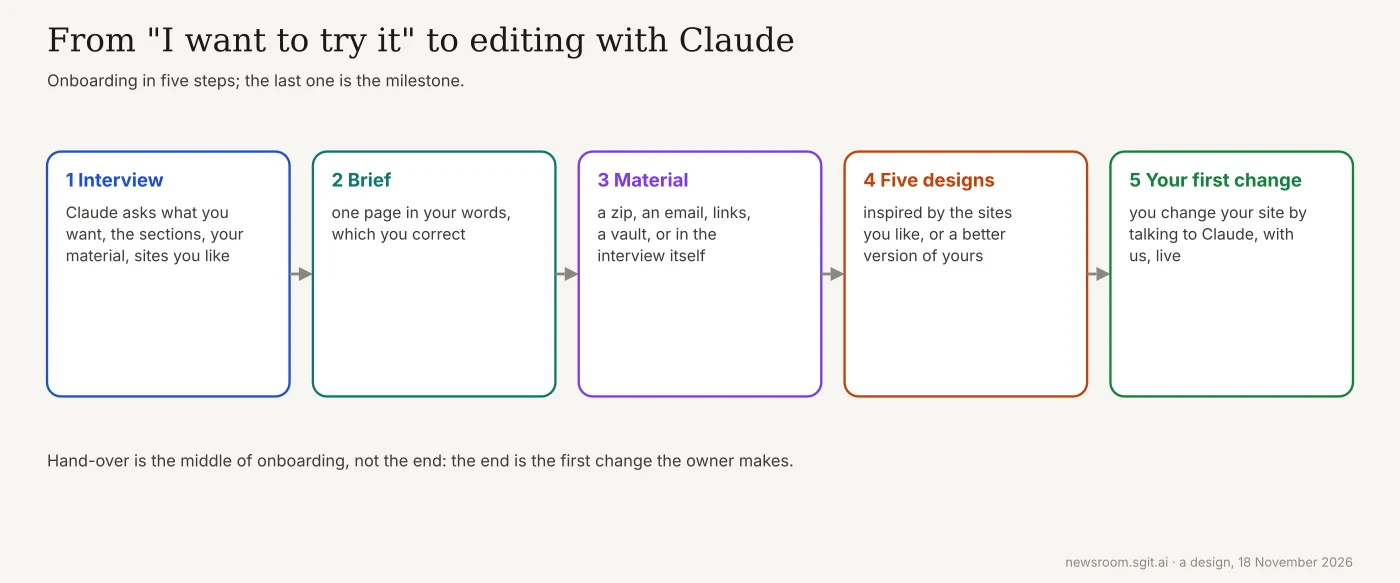 From "I want to try it" to editing with Claude
Onboarding in five steps; the last one is the milestone.
1 Interview
Claude asks what you
want, the sections, your
material, sites you like
2 Brief
one page in your words,
which you correct
3 Material
a zip, an email, links,
a vault, or in the
interview itself
4 Five designs
inspired by the sites
you like, or a better
version of yours
5 Your first change
you change your site by
talking to Claude, with
us, live
Hand-over is the middle of onboarding, not the end: the end is the first change the owner makes.
newsroom.sgit.ai · a design, 18 November 2026